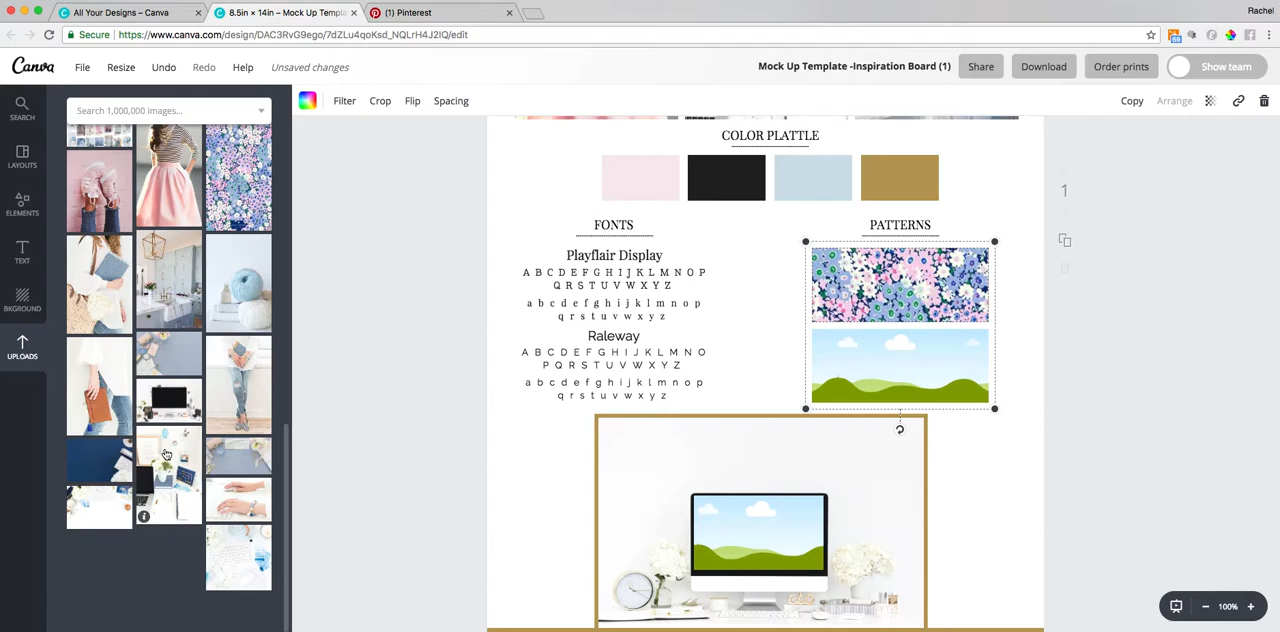 All Your Designs – Canva
8.5in × 14in – Mock Up Templa
(1) Pinterest
Rachel
Secure
https://www.canva.com/design/DAC3RvG9ego/7dZLu4qoKsd_NQLrH4J2IQ/edit
Canva
File
Resize
Undo
Redo
Help
Unsaved changes
Mock Up Template -Inspiration Board (1)
Share
Download
Order prints
Show team
Search 1,000,000 images...
Filter
Crop
Flip
Spacing
Copy
Arrange
SEARCH
LAYOUTS
ELEMENTS
TEXT
BKGROUND
UPLOADS
COLOR PLATTLE
1
FONTS
PATTERNS
Playflair Display
A B C D E F G H I J K L M N O P
Q R S T U V W X Y Z
a b c d e f g h i j k l m n o p
q r s t u v w x y z
Raleway
A B C D E F G H I J K L M N O
P Q R S T U V W X Y Z
a b c d e f g h i j k l m n o p
q r s t u v w x y z
100%